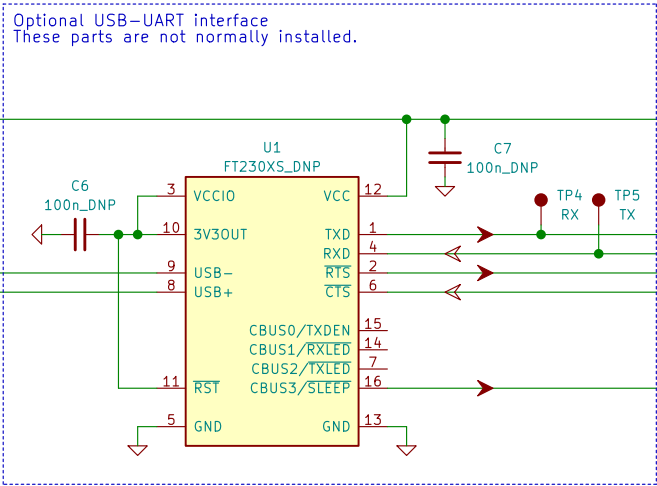 Optional USB-UART interface
These parts are not normally installed.
U1
FT230XS_DNP
C7
100n_DNP
C6
100n_DNP
TP4
RX
TP5
TX
3 VCCIO VCC 12
10 3V3OUT TXD 1
RXD 4
9 USB- RTS 2
8 USB+ CTS 6
CBUS0/TXDEN 15
CBUS1/RXLED 14
CBUS2/TXLED 7
11 RST CBUS3/SLEEP 16
5 GND GND 13